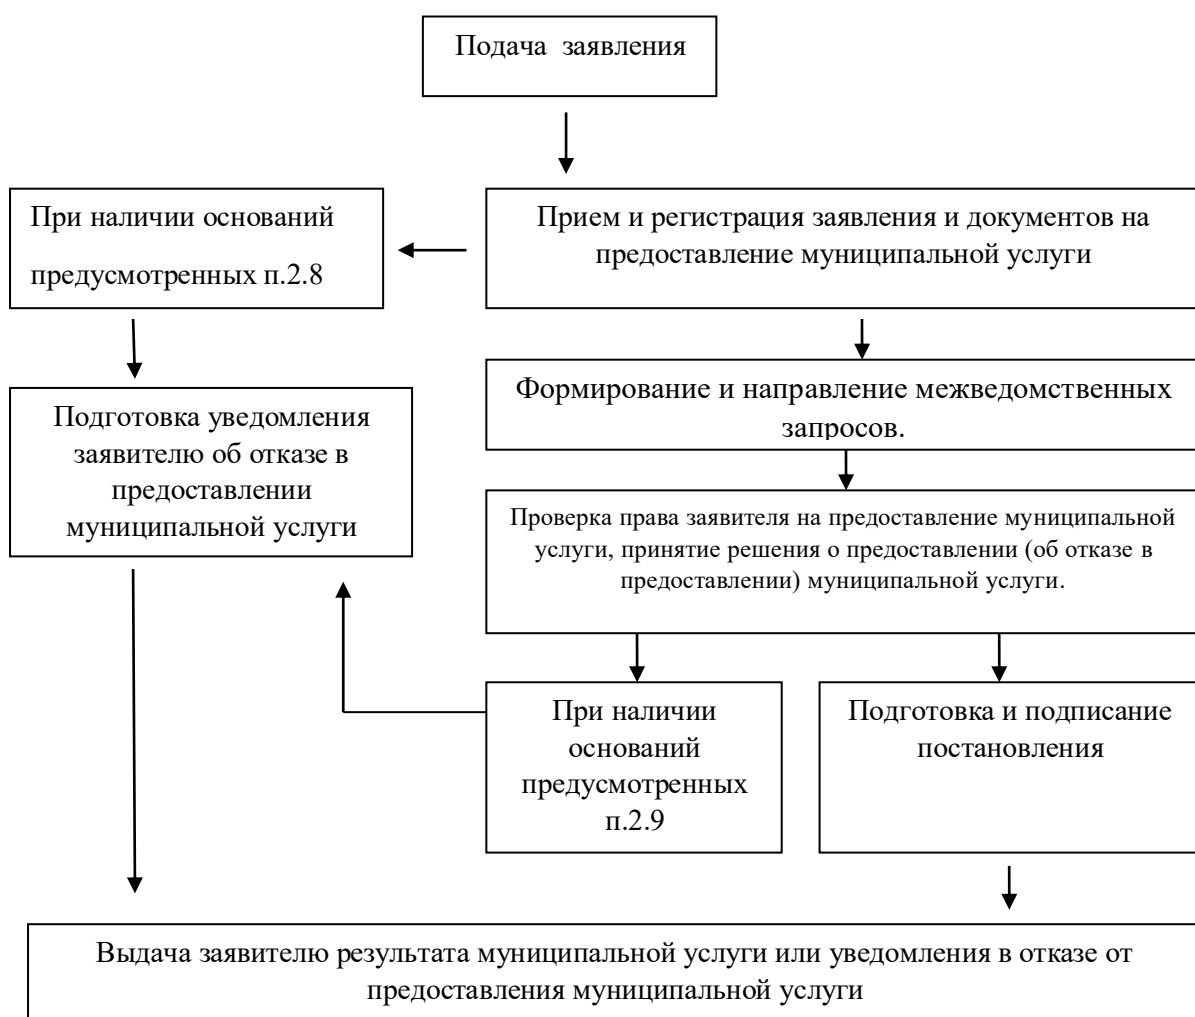 Подача  заявления
При наличии оснований
предусмотренных п.2.8
Прием и регистрация заявления и документов на
предоставление муниципальной услуги
Формирование и направление межведомственных
запросов.
Подготовка уведомления
заявителю об отказе в
предоставлении
муниципальной услуги
Проверка права заявителя на предоставление муниципальной
услуги, принятие решения о предоставлении (об отказе в
предоставлении) муниципальной услуги.
При наличии
оснований
предусмотренных
п.2.9
Подготовка и подписание
постановления
Выдача заявителю результата муниципальной услуги или уведомления в отказе от
предоставления муниципальной услуги